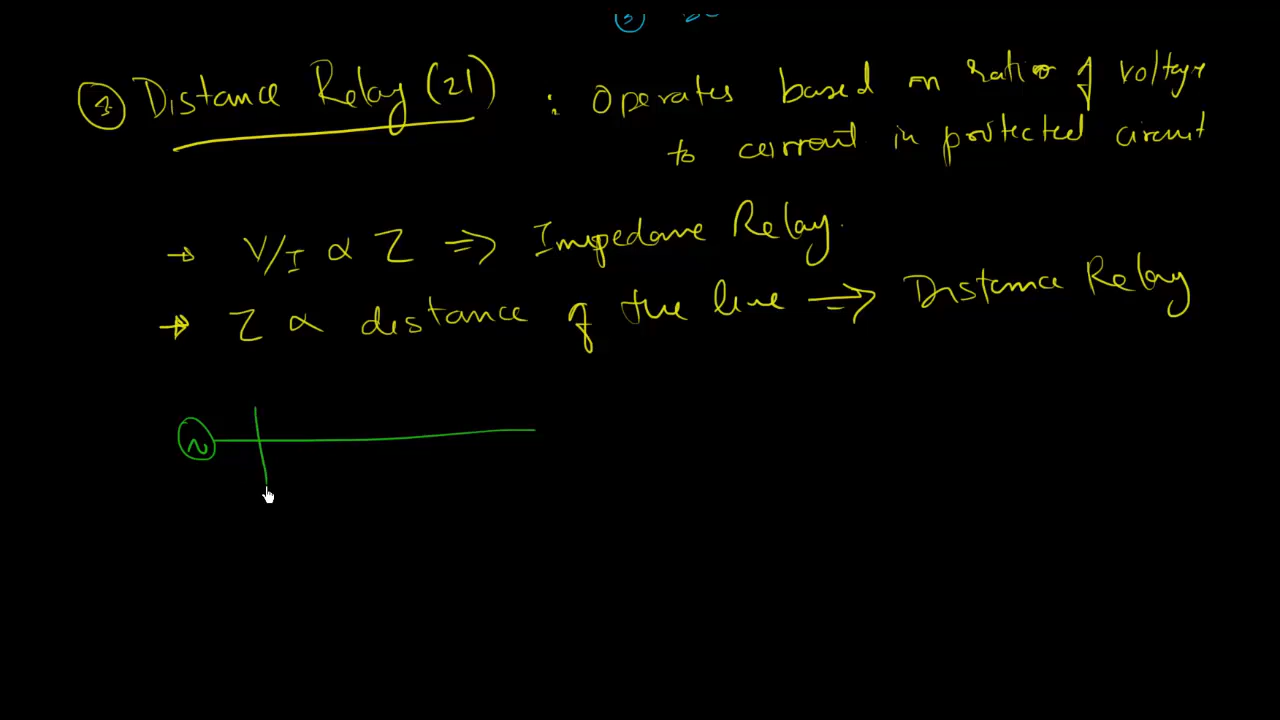 ③ Distance Relay (21) : Operates based on ratio of voltage
to current in protected circuit
→ V/I ∝ Z ⇒ Impedance Relay.
→ Z ∝ distance of the line ⇒ Distance Relay